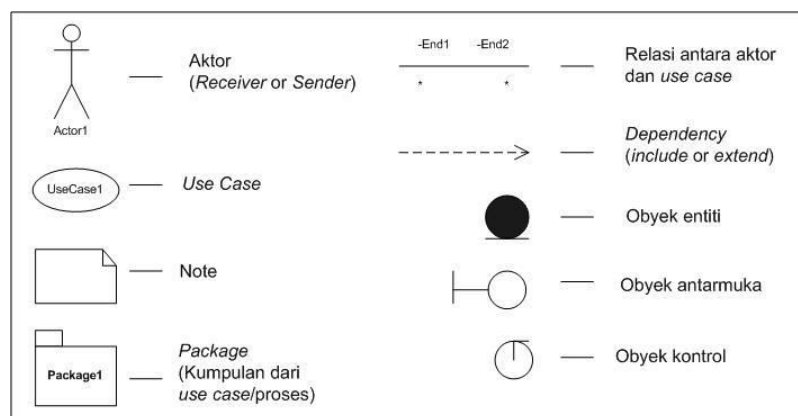 Aktor
(Receiver or Sender)
Actor1
UseCase1
Use Case
Note
Package1
Package
(Kumpulan dari
use case/proses)
-End1 -End2
* *
Relasi antara aktor
dan use case
Dependency
(include or extend)
Obyek entiti
Obyek antarmuka
Obyek kontrol